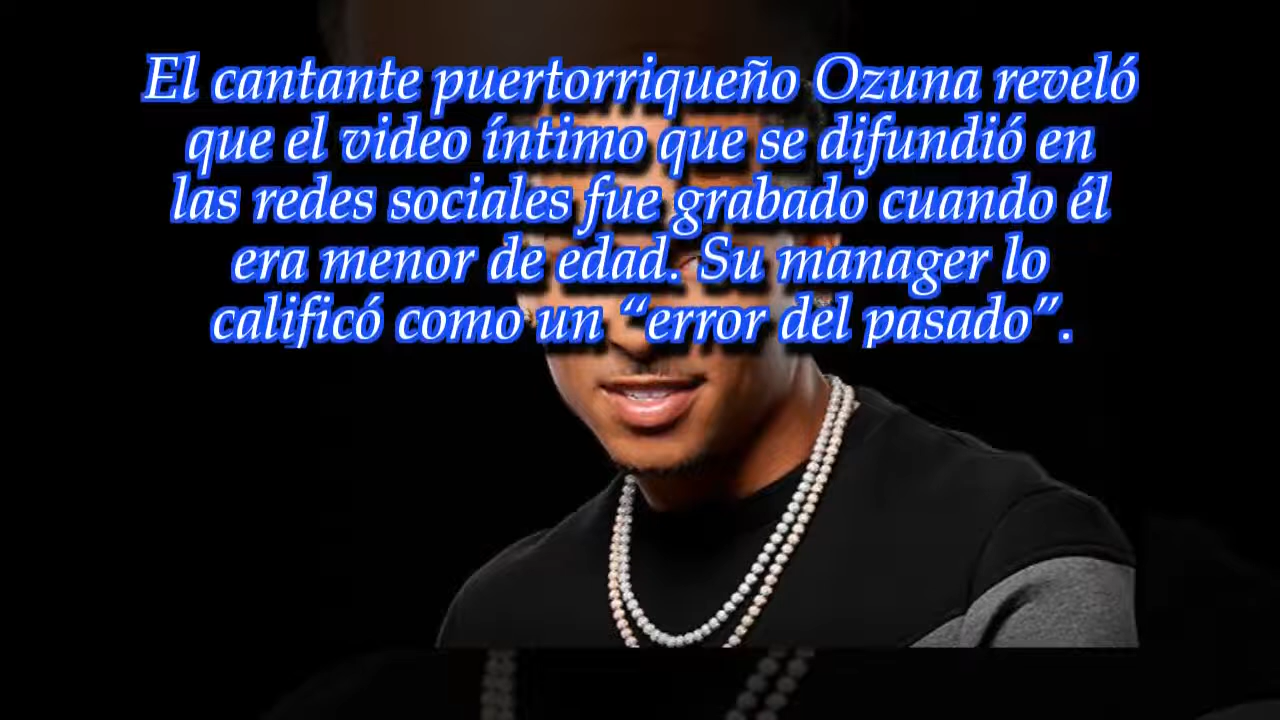 El cantante puertorriqueño Ozuna reveló
que el video íntimo que se difundió en
las redes sociales fue grabado cuando él
era menor de edad. Su manager lo
calificó como un “error del pasado”.